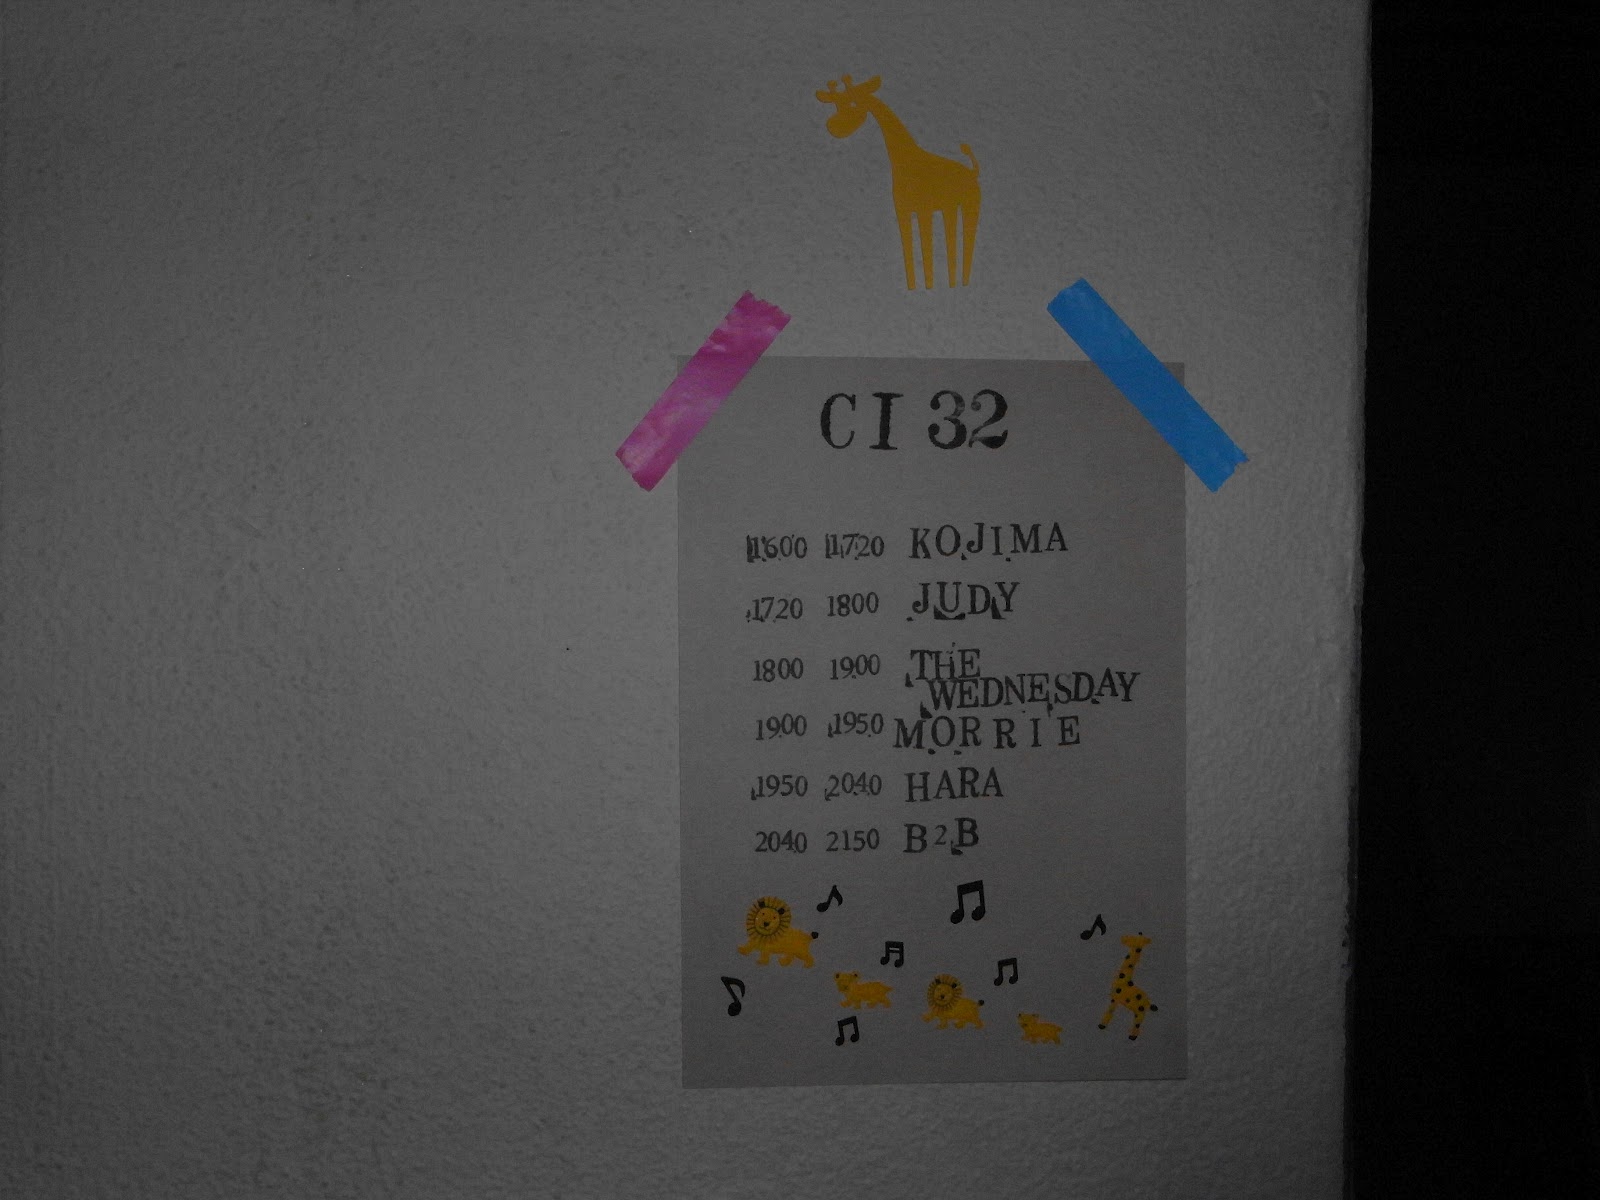 CI 32
1600 1720 KOJIMA
1720 1800 JUDY
1800 1900 THE
WEDNESDAY
1900 1950 MORRIE
1950 2040 HARA
2040 2150 B2B